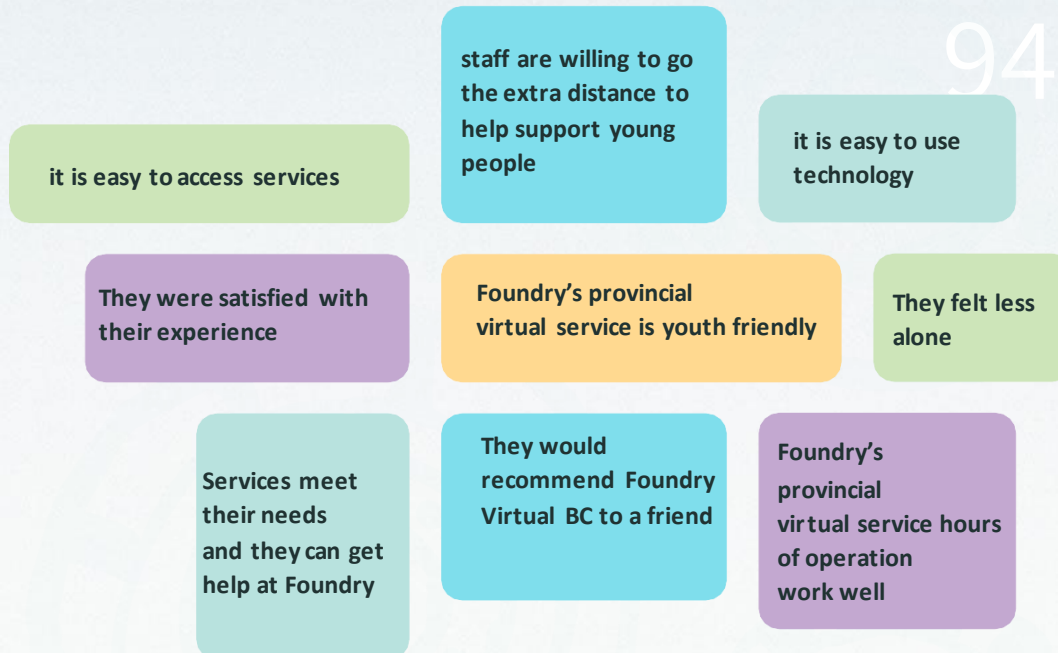 94
staff are willing to go
the extra distance to
help support young
people
it is easy to access services
it is easy to use
technology
They were satisfied with
their experience
Foundry’s provincial
virtual service is youth friendly
They felt less
alone
Services meet
their needs
and they can get
help at Foundry
They would
recommend Foundry
Virtual BC to a friend
Foundry’s
provincial
virtual service hours
of operation
work well